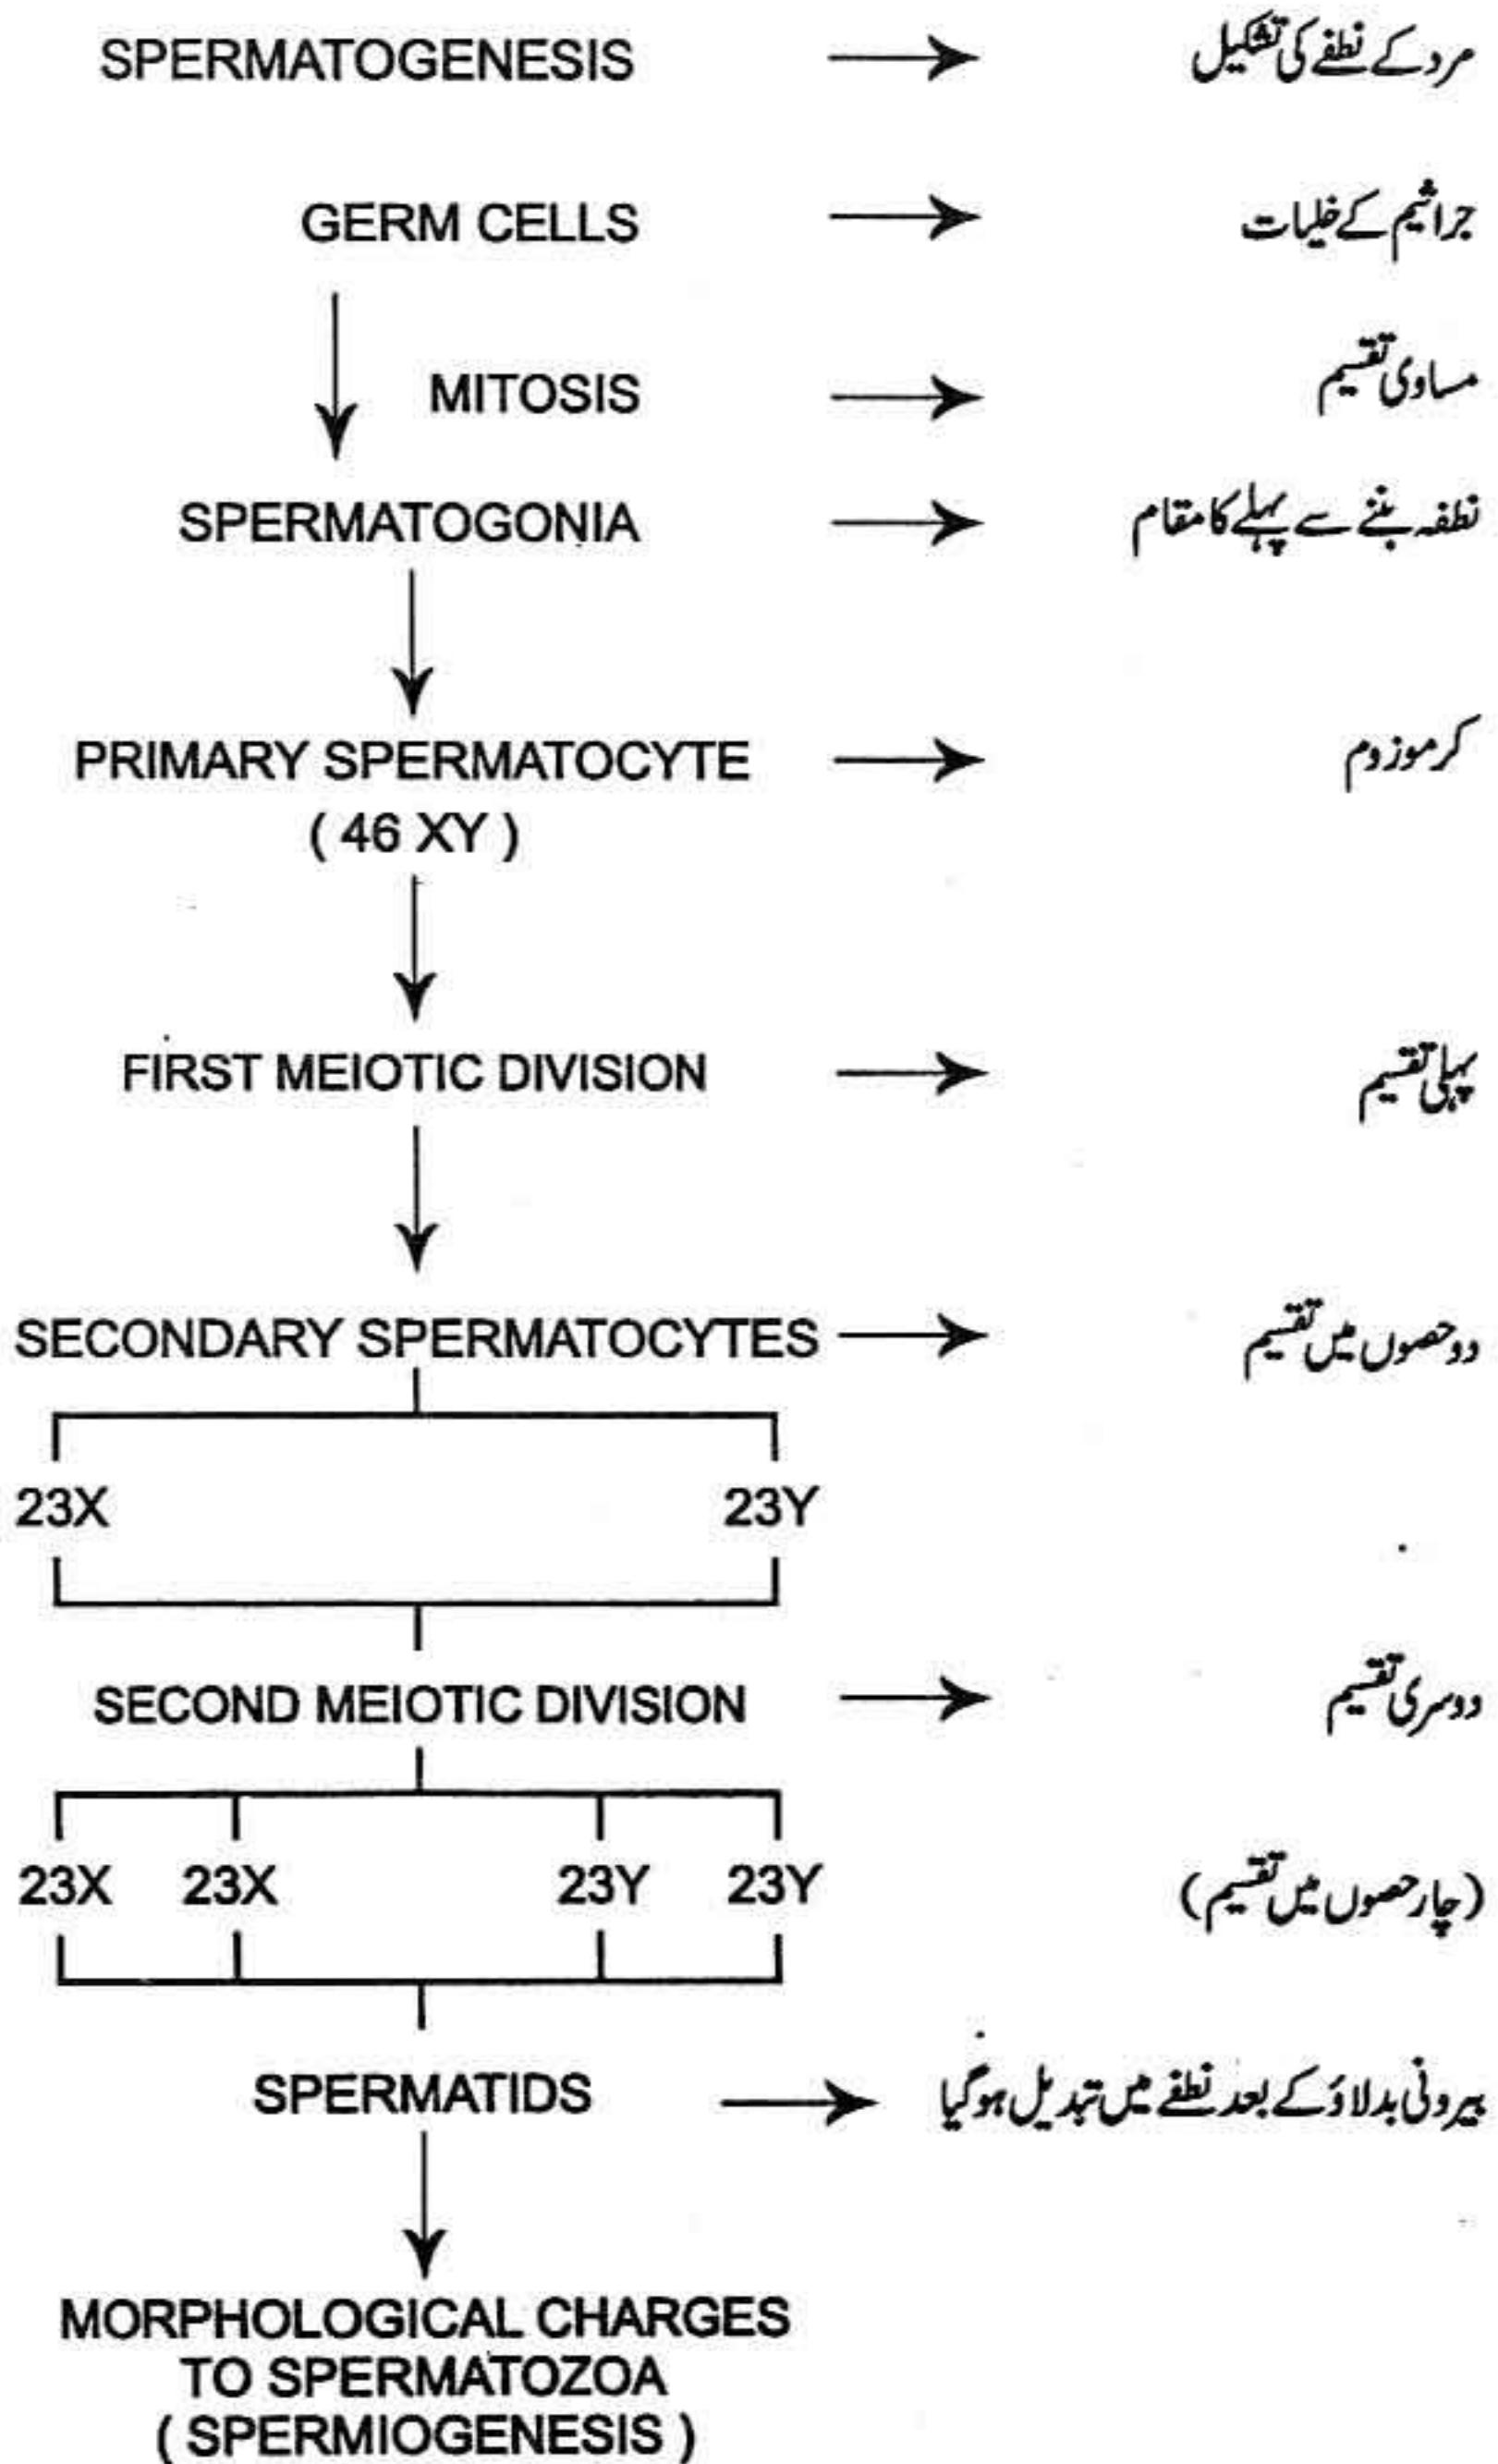 SPERMATOGENESIS → مرد کے نطفے کی تشکیل
GERM CELLS → جراثیم کے خلیات
MITOSIS → مساوی تقسیم
SPERMATOGONIA → نطفہ بننے سے پہلے کا مقام
PRIMARY SPERMATOCYTE → کرموزوم
( 46 XY )
FIRST MEIOTIC DIVISION → پہلی تقسیم
SECONDARY SPERMATOCYTES → دو حصوں میں تقسیم
23X 23Y
SECOND MEIOTIC DIVISION → دوسری تقسیم
23X 23X 23Y 23Y (چار حصوں میں تقسیم)
SPERMATIDS → بیرونی بدلاؤ کے بعد نطفے میں تبدیل ہوگیا
MORPHOLOGICAL CHARGES
TO SPERMATOZOA
( SPERMIOGENESIS )